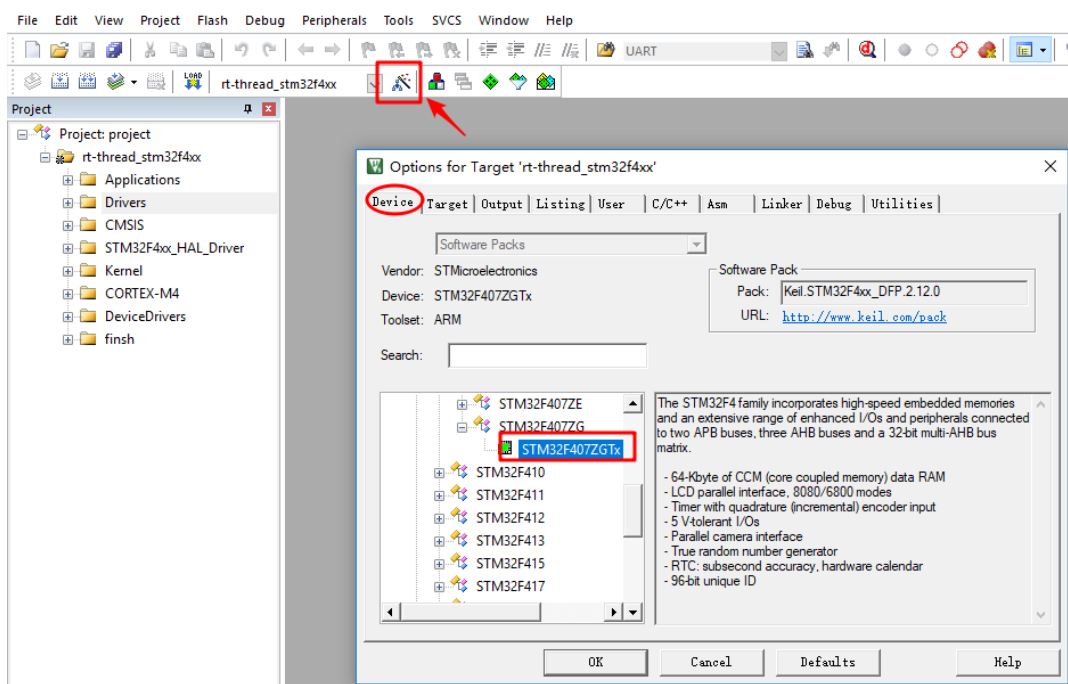 File Edit View Project Flash Debug Peripherals Tools SVCS Window Help
UART
LOAD
rt-thread_stm32f4xx
Project
Project: project
rt-thread_stm32f4xx
Applications
Drivers
CMSIS
STM32F4xx_HAL_Driver
Kernel
CORTEX-M4
DeviceDrivers
finsh
Options for Target 'rt-thread_stm32f4xx'
Device Target Output Listing User C/C++ Asm Linker Debug Utilities
Software Packs
Vendor: STMicroelectronics
Device: STM32F407ZGTx
Toolset: ARM
Search:
Software Pack
Pack: Keil.STM32F4xx_DFP.2.12.0
URL: http://www.keil.com/pack
STM32F407ZE
STM32F407ZG
STM32F407ZGTx
STM32F410
STM32F411
STM32F412
STM32F413
STM32F415
STM32F417
The STM32F4 family incorporates high-speed embedded memories
and an extensive range of enhanced I/Os and peripherals connected
to two APB buses, three AHB buses and a 32-bit multi-AHB bus
matrix.
- 64-Kbyte of CCM (core coupled memory) data RAM
- LCD parallel interface, 8080/6800 modes
- Timer with quadrature (incremental) encoder input
- 5 V-tolerant I/Os
- Parallel camera interface
- True random number generator
- RTC: subsecond accuracy, hardware calendar
- 96-bit unique ID
OK Cancel Defaults Help